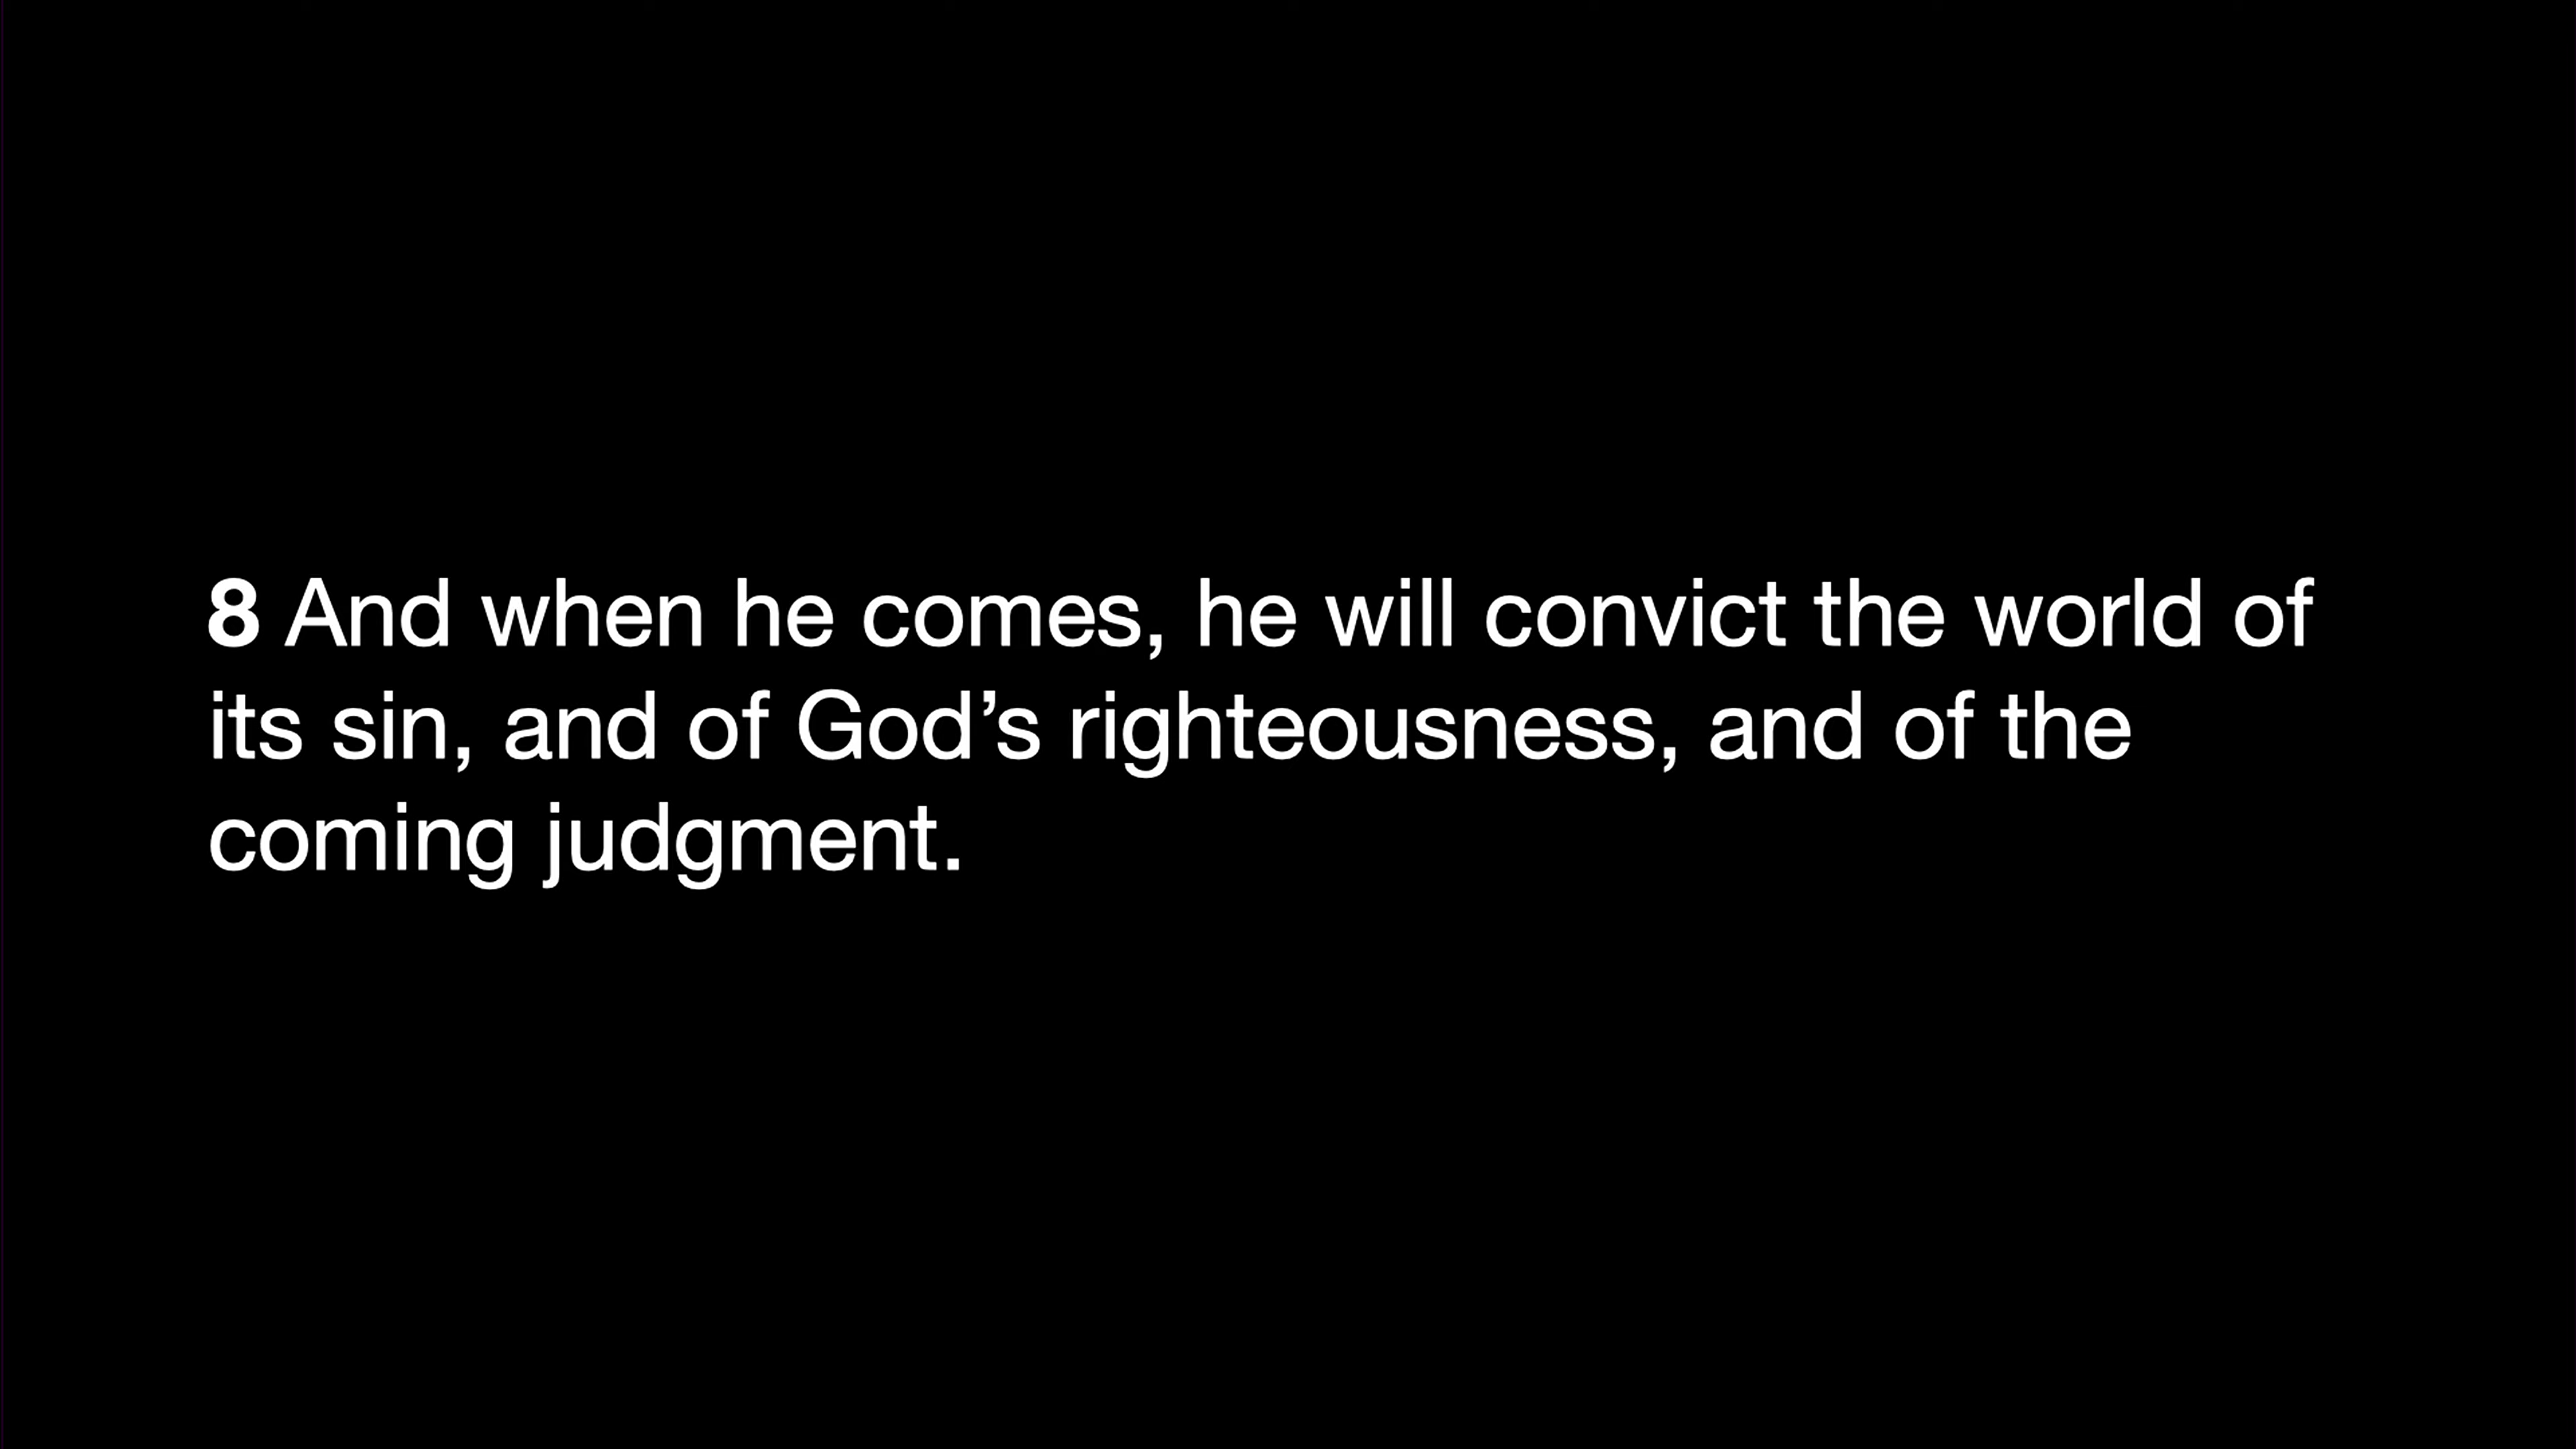 8 And when he comes, he will convict the world of
its sin, and of God’s righteousness, and of the
coming judgment.